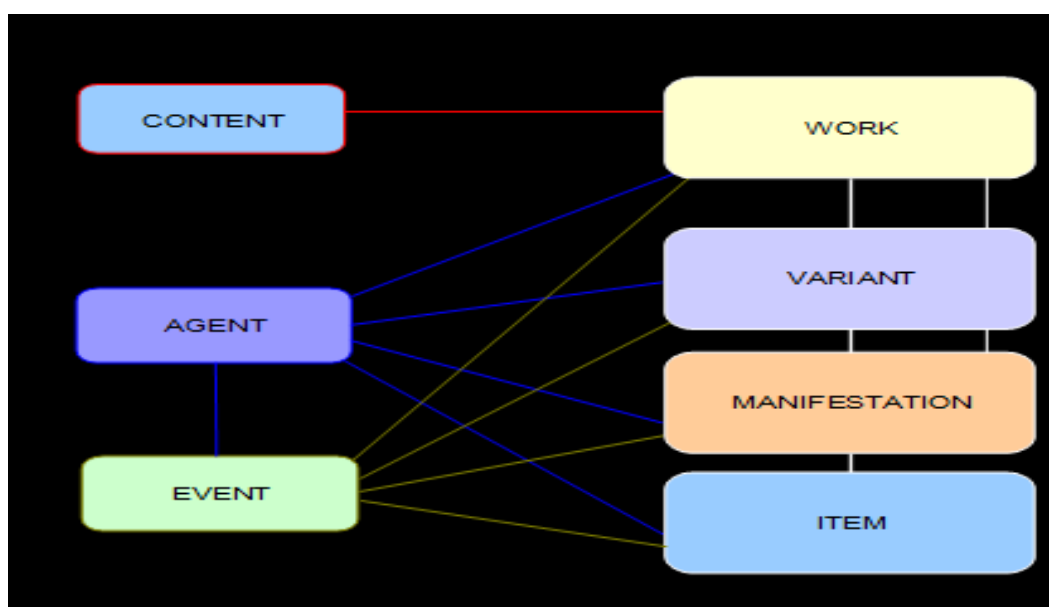 CONTENT
WORK
VARIANT
AGENT
MANIFESTATION
EVENT
ITEM